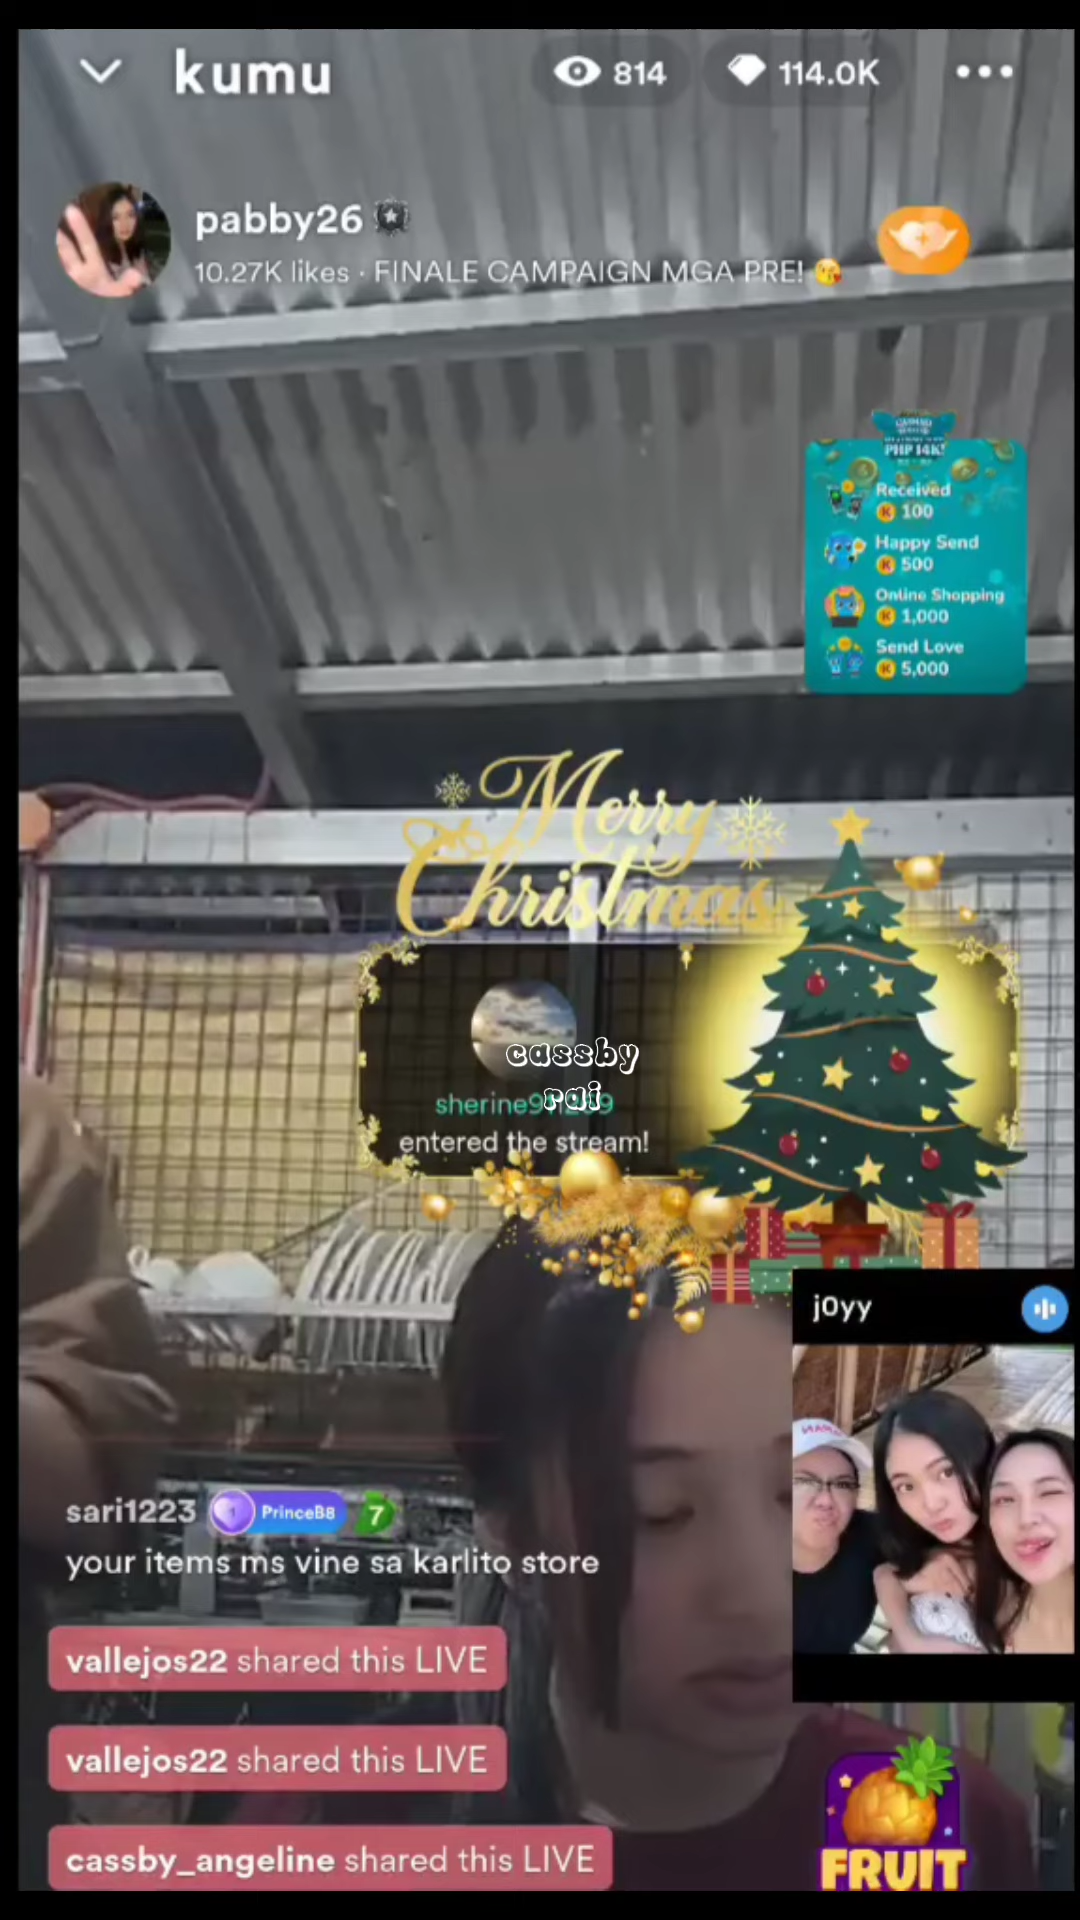 kumu
814
114.0K
pabby26
10.27K likes · FINALE CAMPAIGN MGA PRE! 😘
PHP 14K!
Received
K 100
Happy Send
K 500
Online Shopping
K 1,000
Send Love
K 5,000
Merry
Christmas
cassby
rai
entered the stream!
j0yy
sari1223 PrinceB8 7
your items ms vine sa karlito store
vallejos22 shared this LIVE
vallejos22 shared this LIVE
cassby_angeline shared this LIVE
FRUIT